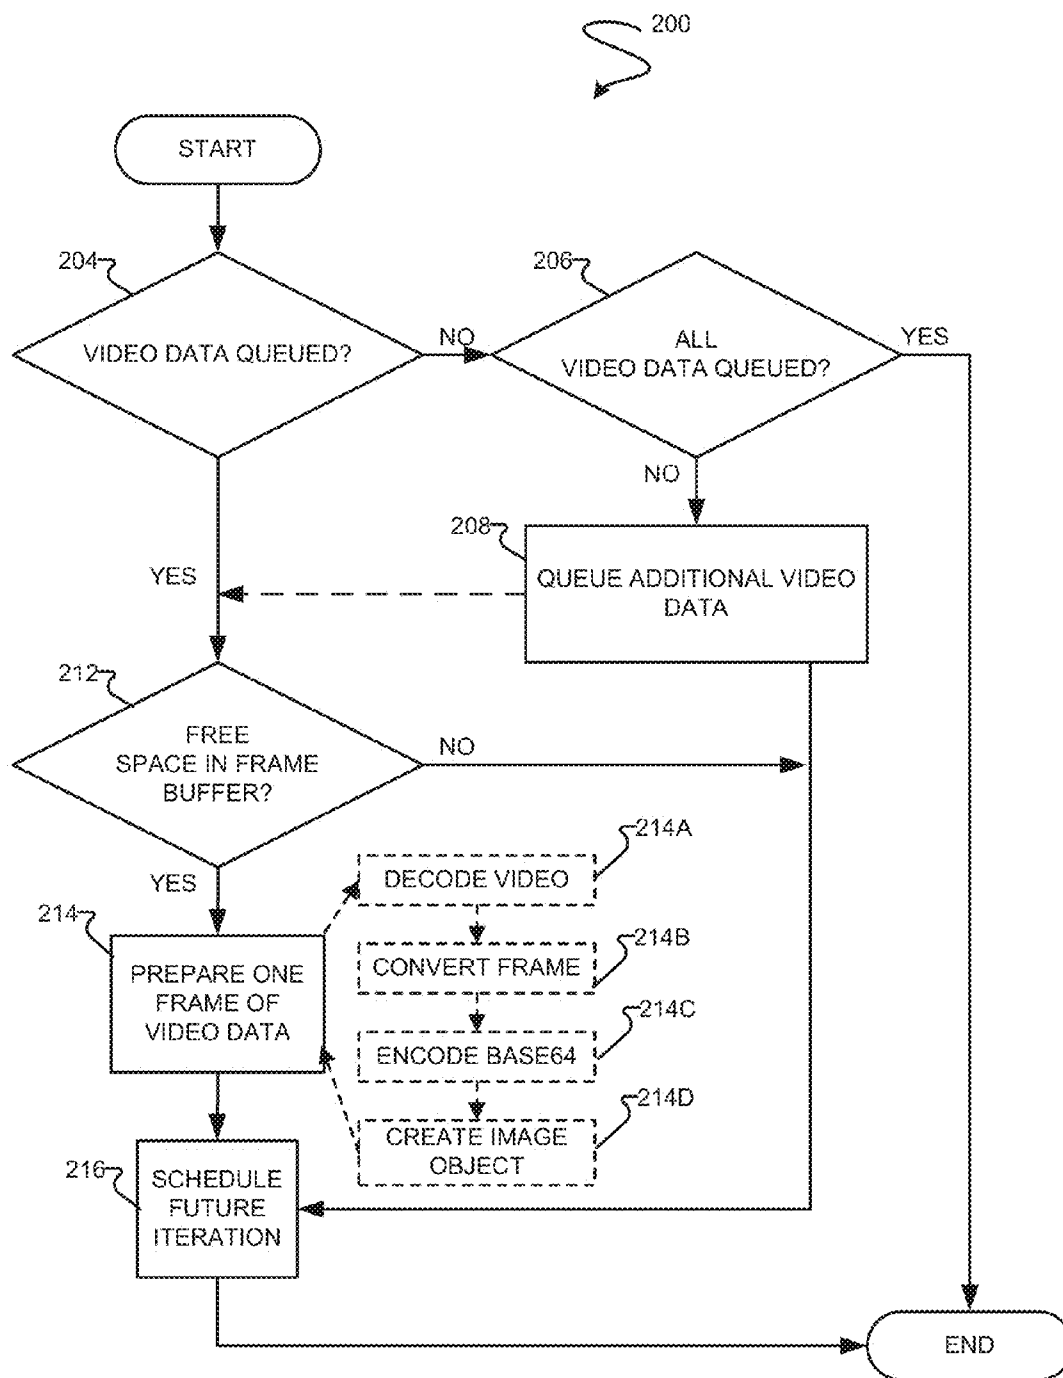 200
START
204
VIDEO DATA QUEUED?
NO
206
ALL
VIDEO DATA QUEUED?
YES
NO
208
QUEUE ADDITIONAL VIDEO
DATA
YES
212
FREE
SPACE IN FRAME
BUFFER?
NO
YES
214
PREPARE ONE
FRAME OF
VIDEO DATA
214A
DECODE VIDEO
214B
CONVERT FRAME
214C
ENCODE BASE64
214D
CREATE IMAGE
OBJECT
216
SCHEDULE
FUTURE
ITERATION
END